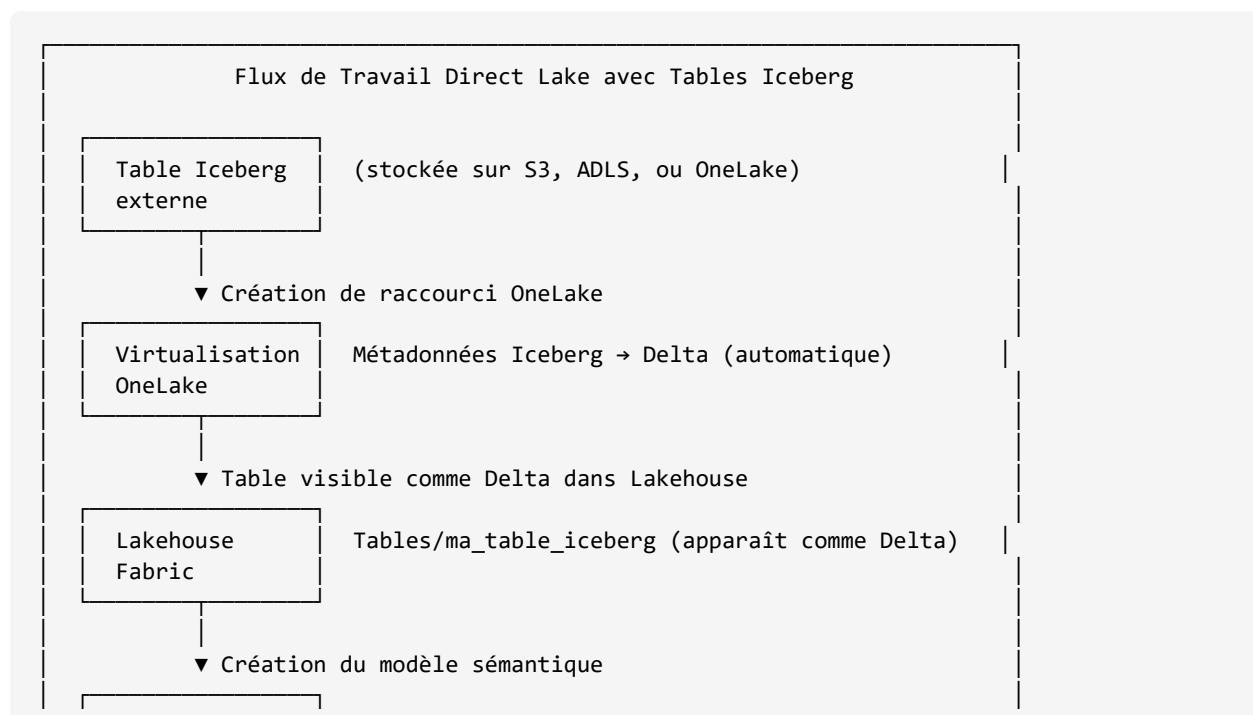 Flux de Travail Direct Lake avec Tables Iceberg
Table Iceberg (stockée sur S3, ADLS, ou OneLake)
externe
▼ Création de raccourci OneLake
Virtualisation Métadonnées Iceberg → Delta (automatique)
OneLake
▼ Table visible comme Delta dans Lakehouse
Lakehouse Tables/ma_table_iceberg (apparaît comme Delta)
Fabric
▼ Création du modèle sémantique